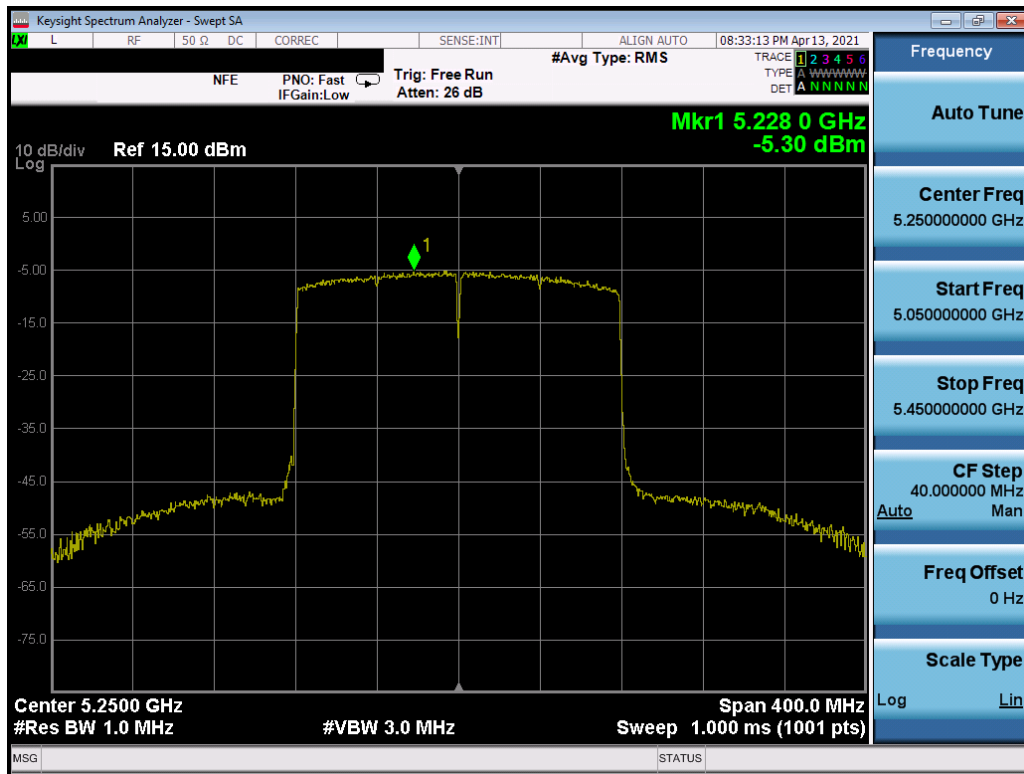 Keysight Spectrum Analyzer - Swept SA
LXI L RF 50 Ω DC CORREC SENSE:INT ALIGN AUTO 08:33:13 PM Apr 13, 2021
Frequency
#Avg Type: RMS
TRACE 1 2 3 4 5 6
TYPE A WWWWW
DET A N N N N N
NFE
PNO: Fast
IFGain:Low
Trig: Free Run
Atten: 26 dB
Mkr1 5.228 0 GHz
-5.30 dBm
10 dB/div Ref 15.00 dBm
Log
1
5.00
-5.00
-15.0
-25.0
-35.0
-45.0
-55.0
-65.0
-75.0
Center 5.2500 GHz Span 400.0 MHz
#Res BW 1.0 MHz #VBW 3.0 MHz Sweep 1.000 ms (1001 pts)
MSG STATUS
Auto Tune
Center Freq
5.250000000 GHz
Start Freq
5.050000000 GHz
Stop Freq
5.450000000 GHz
CF Step
40.000000 MHz
Auto Man
Freq Offset
0 Hz
Scale Type
Log Lin